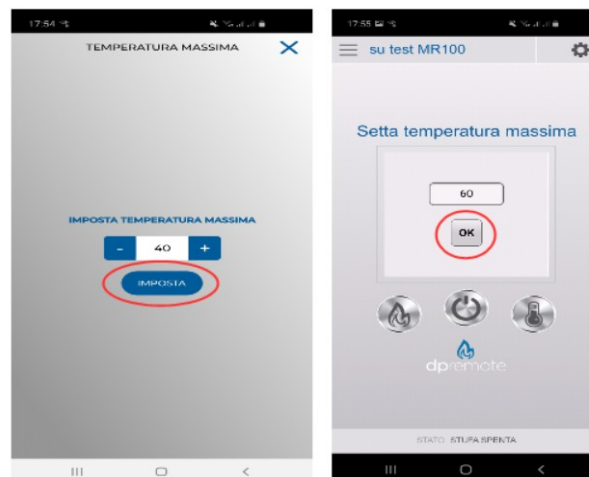 17:54
TEMPERATURA MASSIMA
IMPOSTA TEMPERATURA MASSIMA
- 40 +
IMPOSTA
17:55
su test MR100
Setta temperatura massima
60
OK
dpremote
STATO: STUFA SPENTA